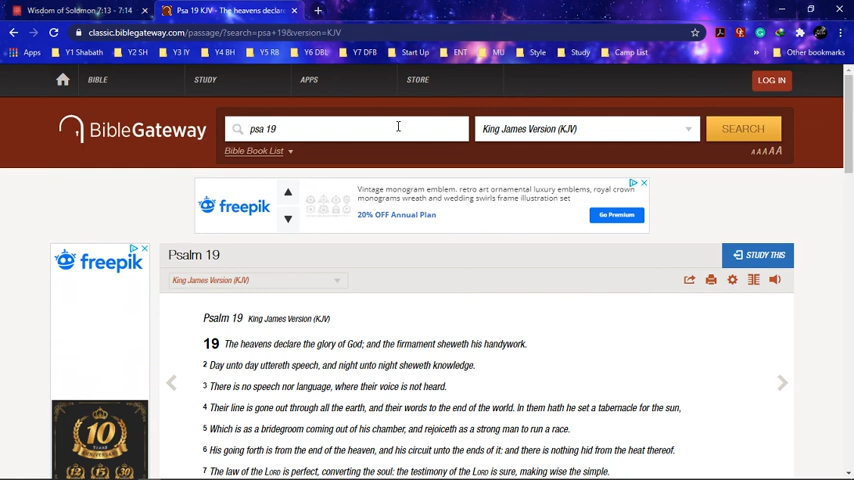 Wisdom of Solomon 7:13 - 7:14
Psa 19 KJV - The heavens declare
classic.biblegateway.com/passage/?search=psa+19&version=KJV
Apps Y1 Shabath Y2 SH Y3 IY Y4 BH Y5 RB Y6 DBL Y7 DFB Start Up ENT MU Style Study Camp List Other bookmarks
BIBLE STUDY APPS STORE LOG IN
BibleGateway
psa 19
King James Version (KJV)
SEARCH
Bible Book List
AAAA
freepik
Vintage monogram emblem. retro art ornamental luxury emblems, royal crown
monograms wreath and wedding swirls frame illustration set
20% OFF Annual Plan
Go Premium
freepik
Psalm 19
STUDY THIS
King James Version (KJV)
Psalm 19 King James Version (KJV)
19 The heavens declare the glory of God; and the firmament sheweth his handywork.
2 Day unto day uttereth speech, and night unto night sheweth knowledge.
3 There is no speech nor language, where their voice is not heard.
4 Their line is gone out through all the earth, and their words to the end of the world. In them hath he set a tabernacle for the sun,
5 Which is as a bridegroom coming out of his chamber, and rejoiceth as a strong man to run a race.
6 His going forth is from the end of the heaven, and his circuit unto the ends of it: and there is nothing hid from the heat thereof.
7 The law of the LORD is perfect, converting the soul: the testimony of the LORD is sure, making wise the simple.
10